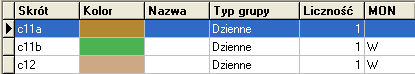 Skrót Kolor Nazwa Typ grupy Liczność MON
c11a Dzienne 1
c11b Dzienne 1 W
c12 Dzienne 1 W